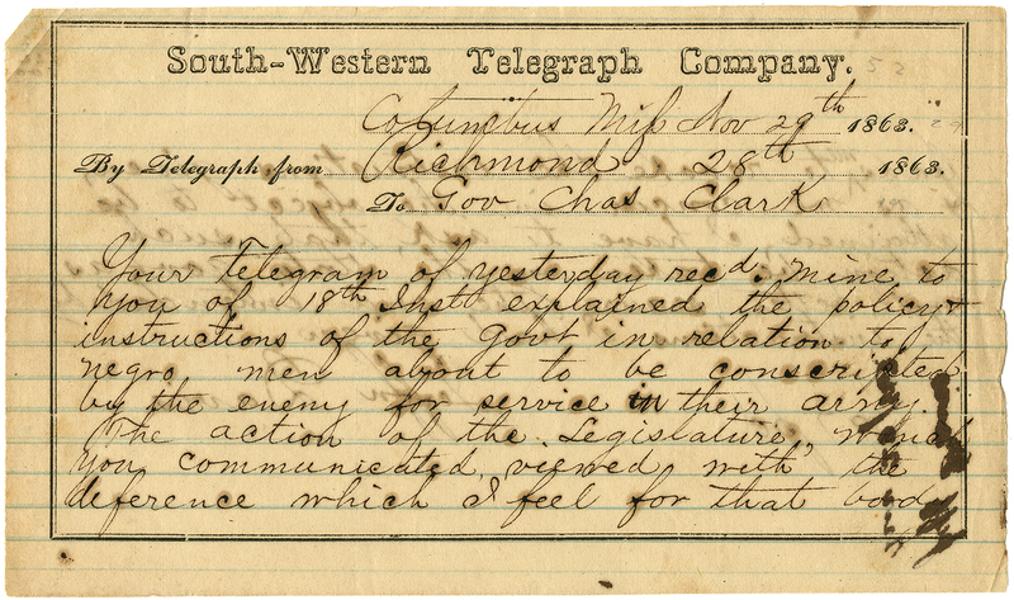 South-Western Telegraph Company.
Columbus Miss Nov 29th 1863.
By Telegraph from Richmond 28th 1863.
To Gov Chas Clark
Your Telegram of yesterday recd. Mine to
you of 18th Inst explained the policy &
instructions of the Govt in relation to
negro men about to be conscripted
by the enemy for service in their army.
The action of the Legislature, which
you communicated, viewed with the
deference which I feel for that body